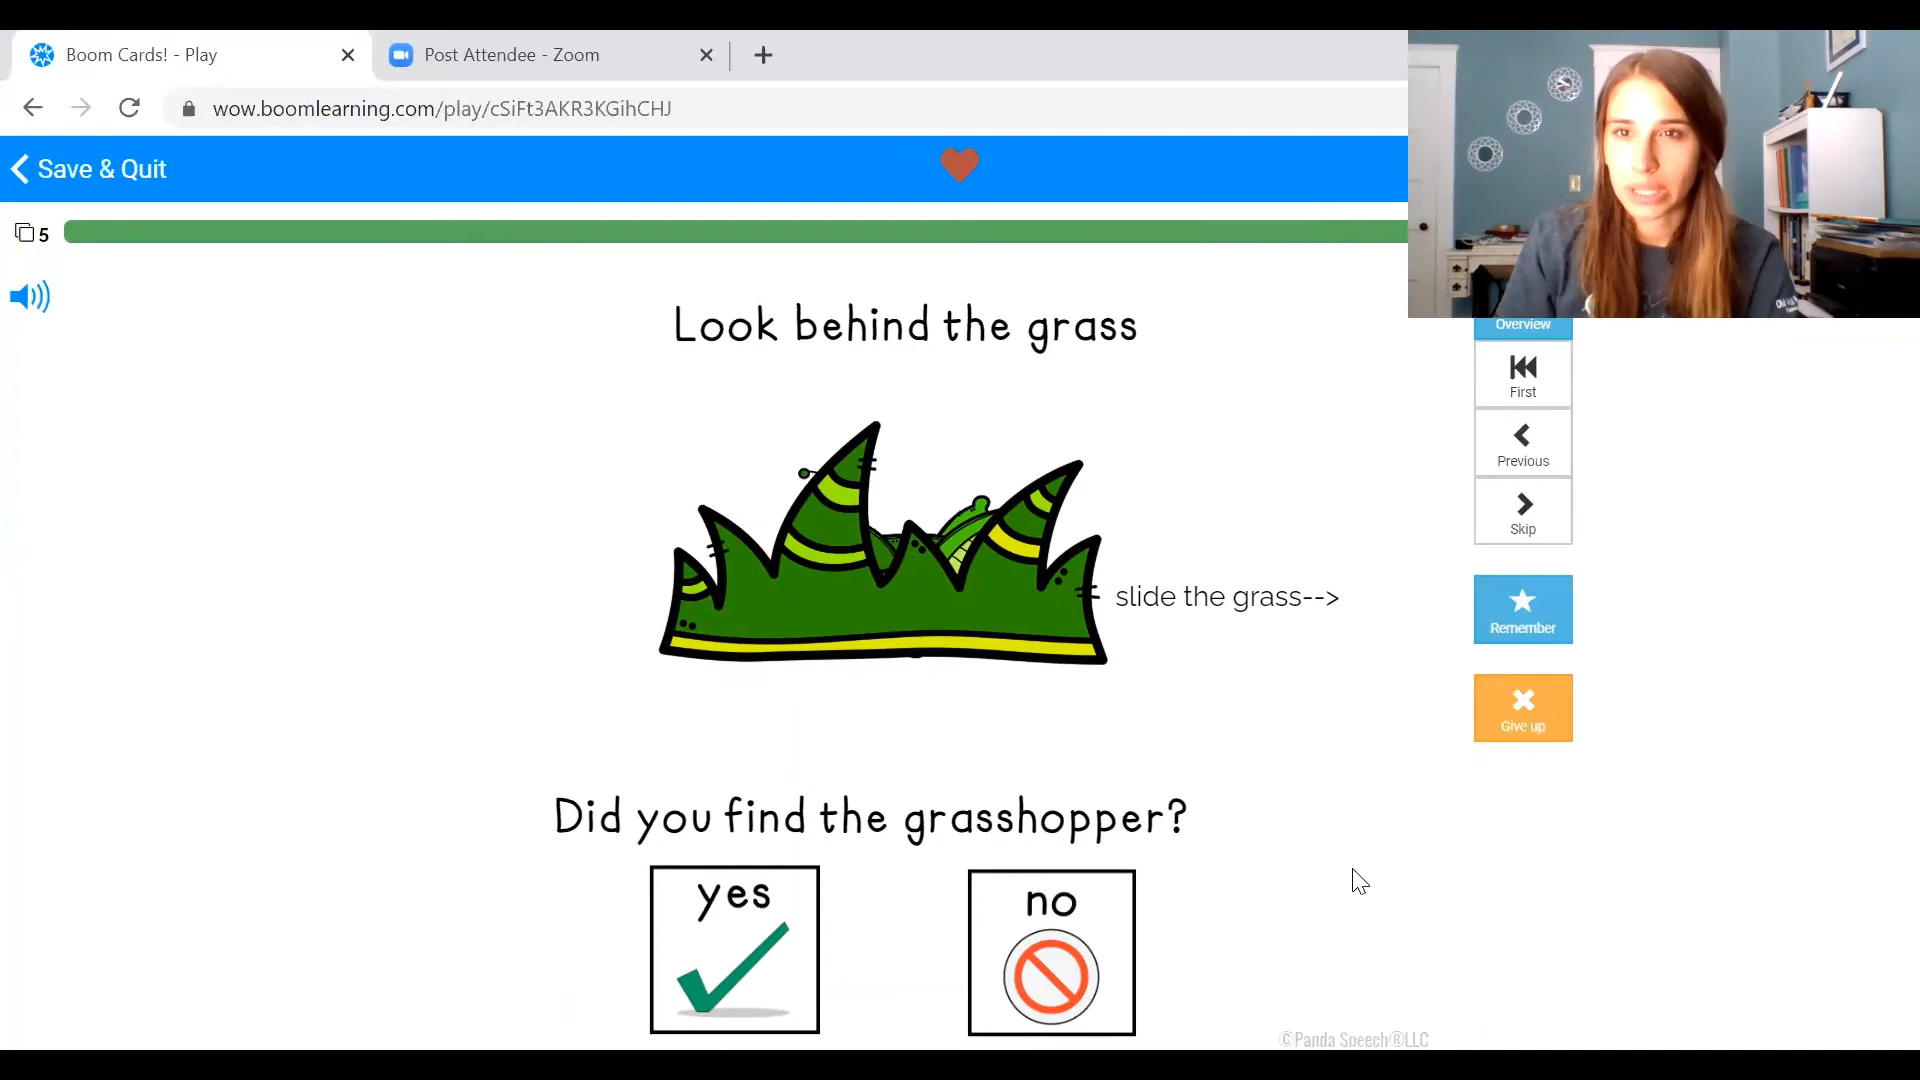 Boom Cards! - Play
Post Attendee - Zoom
wow.boomlearning.com/play/cSiFt3AKR3KGihCHJ
Save & Quit
5
Look behind the grass
Overview
First
Previous
Skip
slide the grass-->
Remember
Give up
Did you find the grasshopper?
yes
no
©Panda Speech®LLC